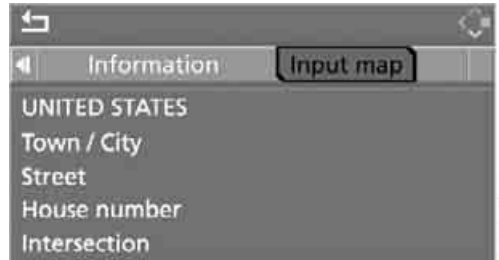 Information Input map
UNITED STATES
Town / City
Street
House number
Intersection